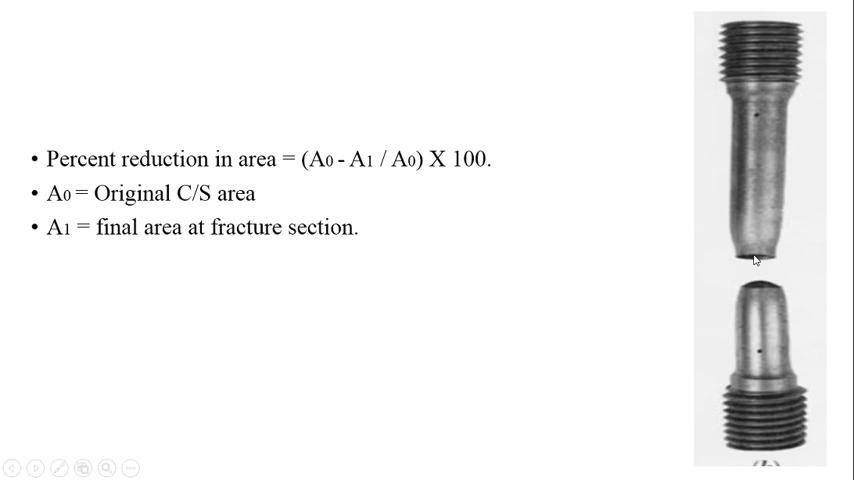 • Percent reduction in area = (A0 - A1 / A0) X 100.
• A0 = Original C/S area
• A1 = final area at fracture section.